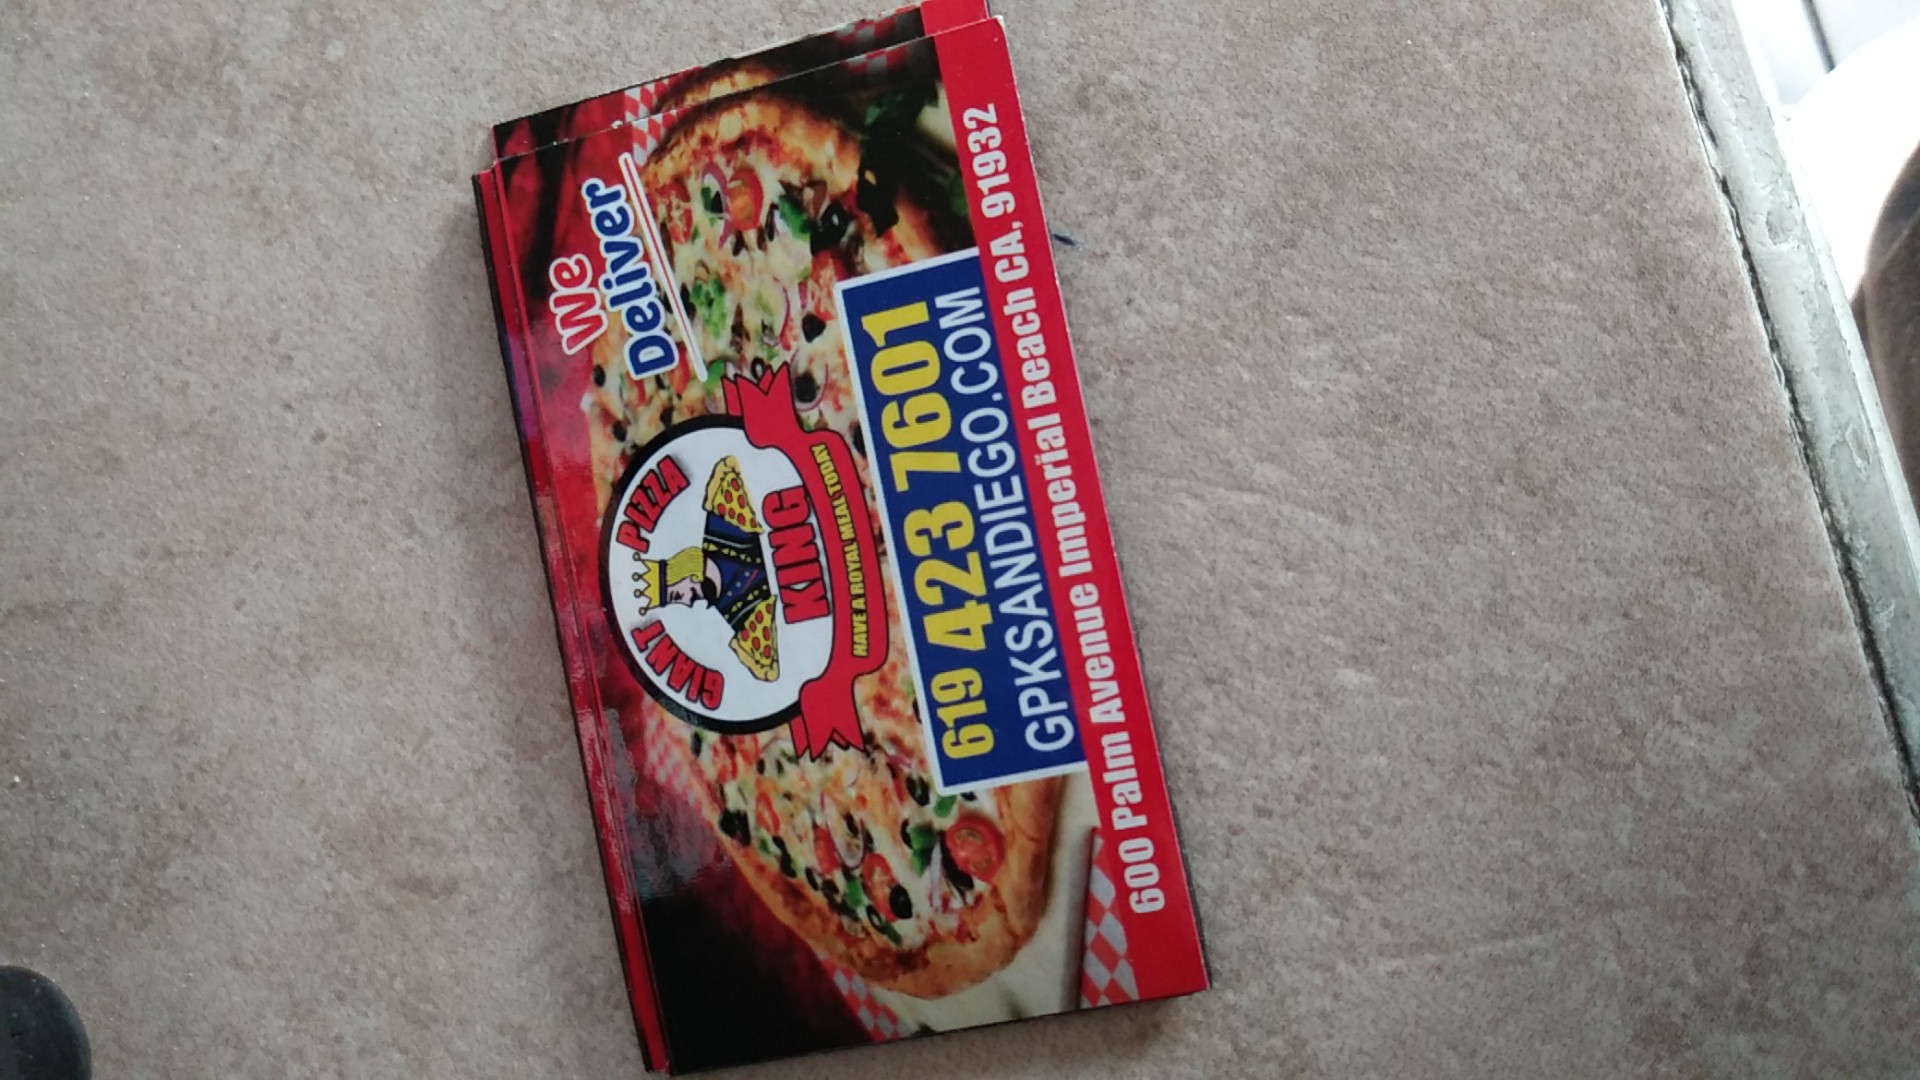 We
Deliver
GIANT PIZZA
KING
HAVE A ROYAL MEAL TODAY
619 423 7601
GPKSANDIEGO.COM
600 Palm Avenue Imperial Beach CA, 91932